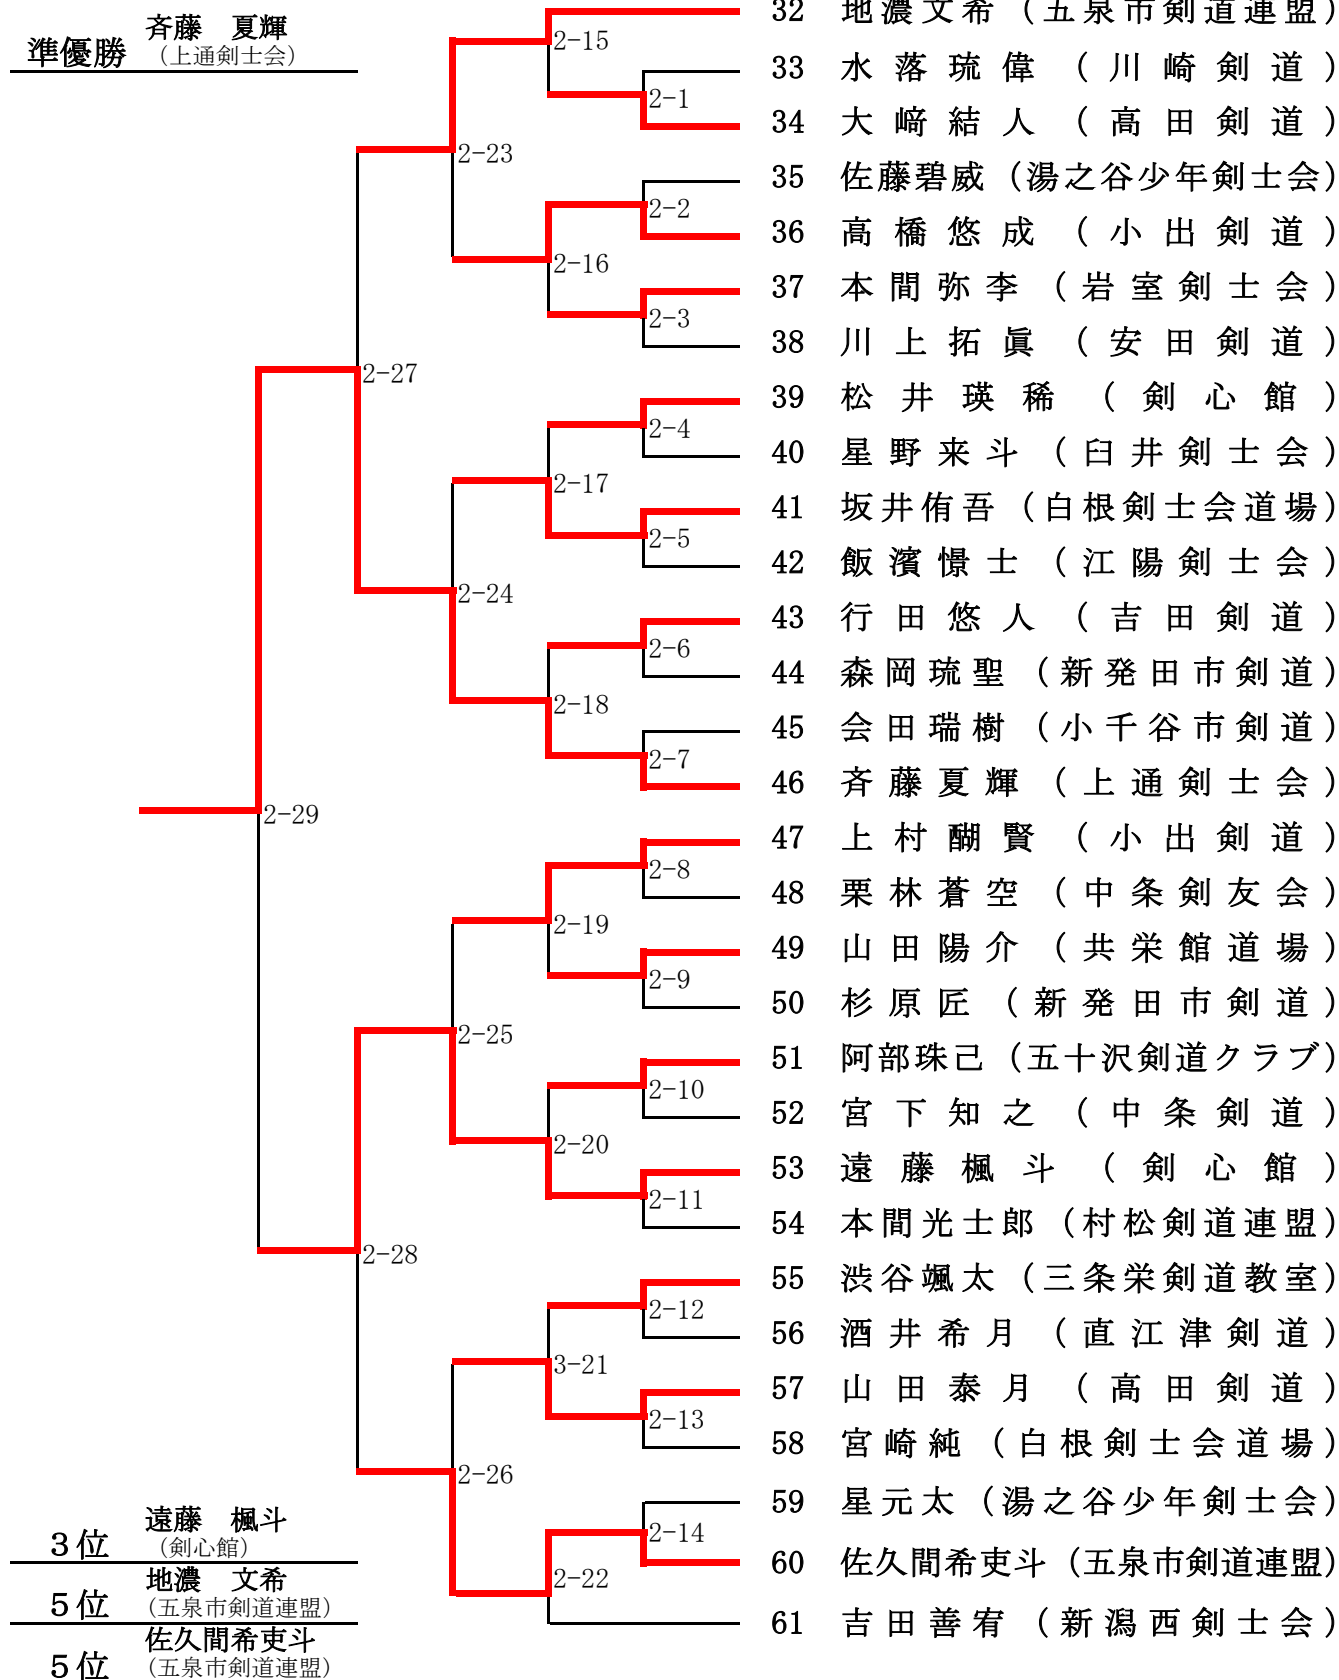 準優勝 斉藤　夏輝
（上通剣士会）
32 地濃文希（五泉市剣道連盟）
33 水落琉偉（川崎剣道）
34 大﨑結人（高田剣道）
35 佐藤碧威（湯之谷少年剣士会）
36 高橋悠成（小出剣道）
37 本間弥李（岩室剣士会）
38 川上拓眞（安田剣道）
39 松井瑛稀（剣心館）
40 星野来斗（臼井剣士会）
41 坂井侑吾（白根剣士会道場）
42 飯濱憬士（江陽剣士会）
43 行田悠人（吉田剣道）
44 森岡琉聖（新発田市剣道）
45 会田瑞樹（小千谷市剣道）
46 斉藤夏輝（上通剣士会）
47 上村醐賢（小出剣道）
48 栗林蒼空（中条剣友会）
49 山田陽介（共栄館道場）
50 杉原匠（新発田市剣道）
51 阿部珠己（五十沢剣道クラブ）
52 宮下知之（中条剣道）
53 遠藤楓斗（剣心館）
54 本間光士郎（村松剣道連盟）
55 渋谷颯太（三条栄剣道教室）
56 酒井希月（直江津剣道）
57 山田泰月（高田剣道）
58 宮崎純（白根剣士会道場）
59 星元太（湯之谷少年剣士会）
60 佐久間希吏斗（五泉市剣道連盟）
61 吉田善宥（新潟西剣士会）
2-15
2-1
2-23
2-2
2-16
2-3
2-27
2-4
2-17
2-5
2-24
2-6
2-18
2-7
2-29
2-8
2-19
2-9
2-25
2-10
2-20
2-11
2-28
2-12
3-21
2-13
2-26
2-14
2-22
3位 遠藤　楓斗
（剣心館）
5位 地濃　文希
（五泉市剣道連盟）
5位 佐久間希吏斗
（五泉市剣道連盟）